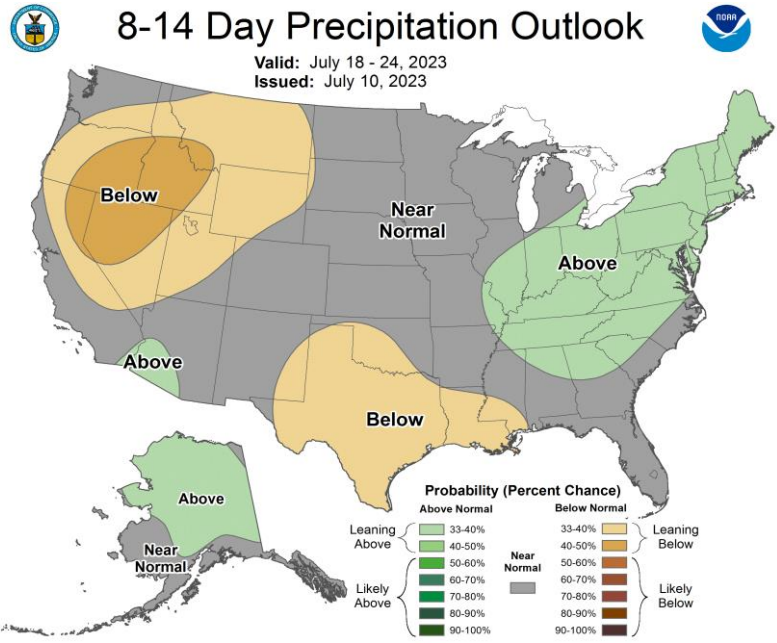 8-14 Day Precipitation Outlook
NOAA
Valid: July 18 - 24, 2023
Issued: July 10, 2023
Below
Near
Normal
Above
Above
Below
Above
Near
Normal
Probability (Percent Chance)
Above Normal
Below Normal
Leaning
Above
33-40%
40-50%
Likely
Above
50-60%
60-70%
70-80%
80-90%
90-100%
Near
Normal
33-40%
40-50%
Leaning
Below
50-60%
60-70%
70-80%
80-90%
90-100%
Likely
Below